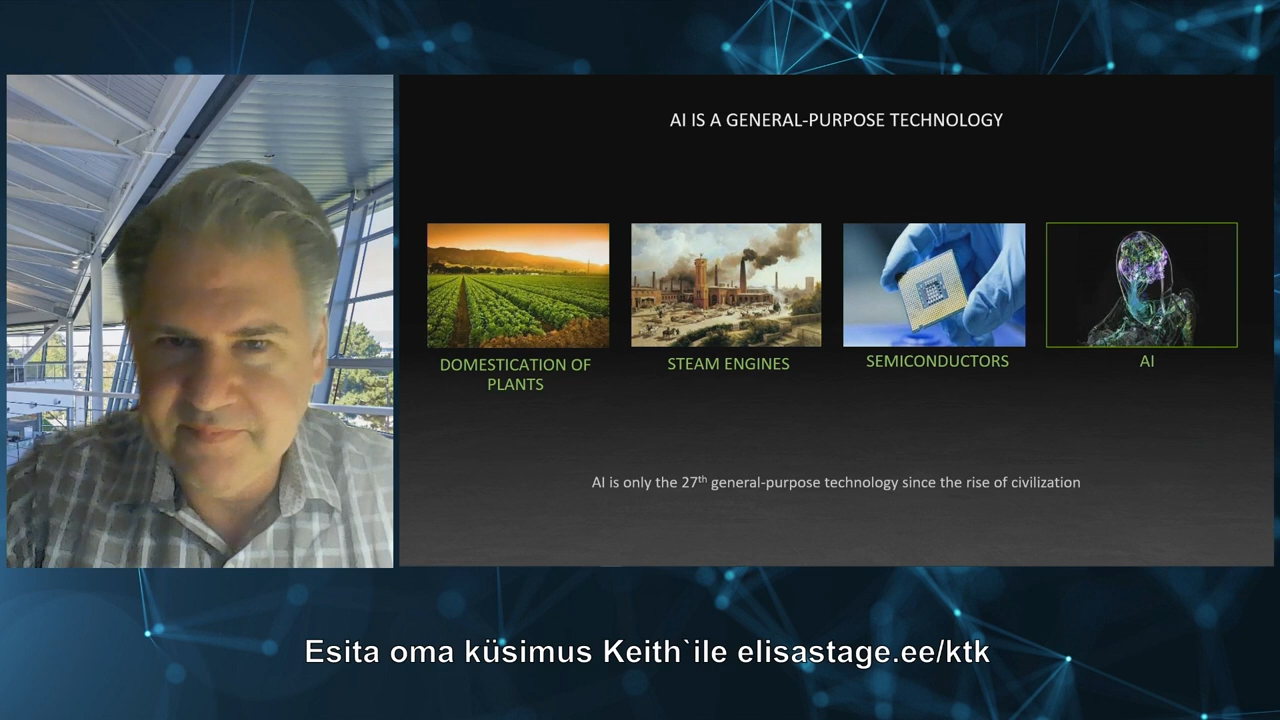 AI IS A GENERAL-PURPOSE TECHNOLOGY
DOMESTICATION OF
PLANTS
STEAM ENGINES
SEMICONDUCTORS
AI
AI is only the 27th general-purpose technology since the rise of civilization
Esita oma küsimus Keith`ile elisastage.ee/ktk